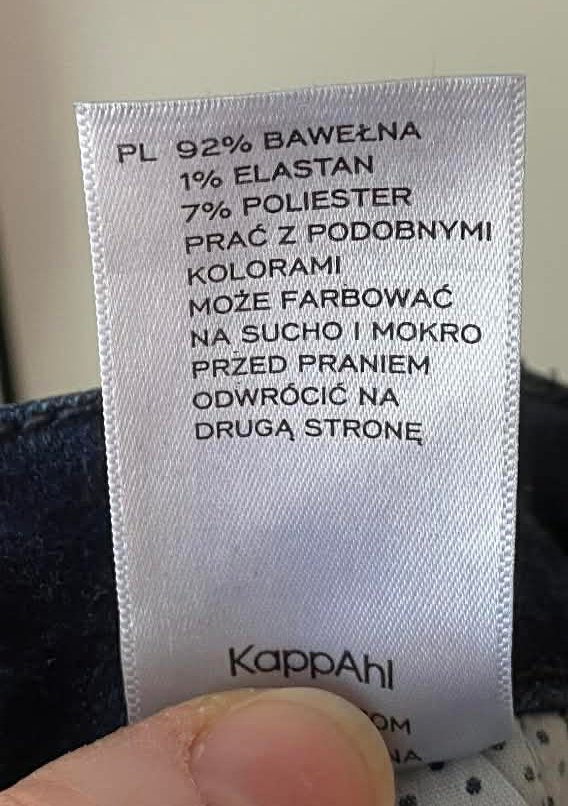 PL 92% BAWEŁNA
1% ELASTAN
7% POLIESTER
PRAĆ Z PODOBNYMI
KOLORAMI
MOŻE FARBOWAĆ
NA SUCHO I MOKRO
PRZED PRANIEM
ODWRÓCIĆ NA
DRUGĄ STRONĘ
KappAhl